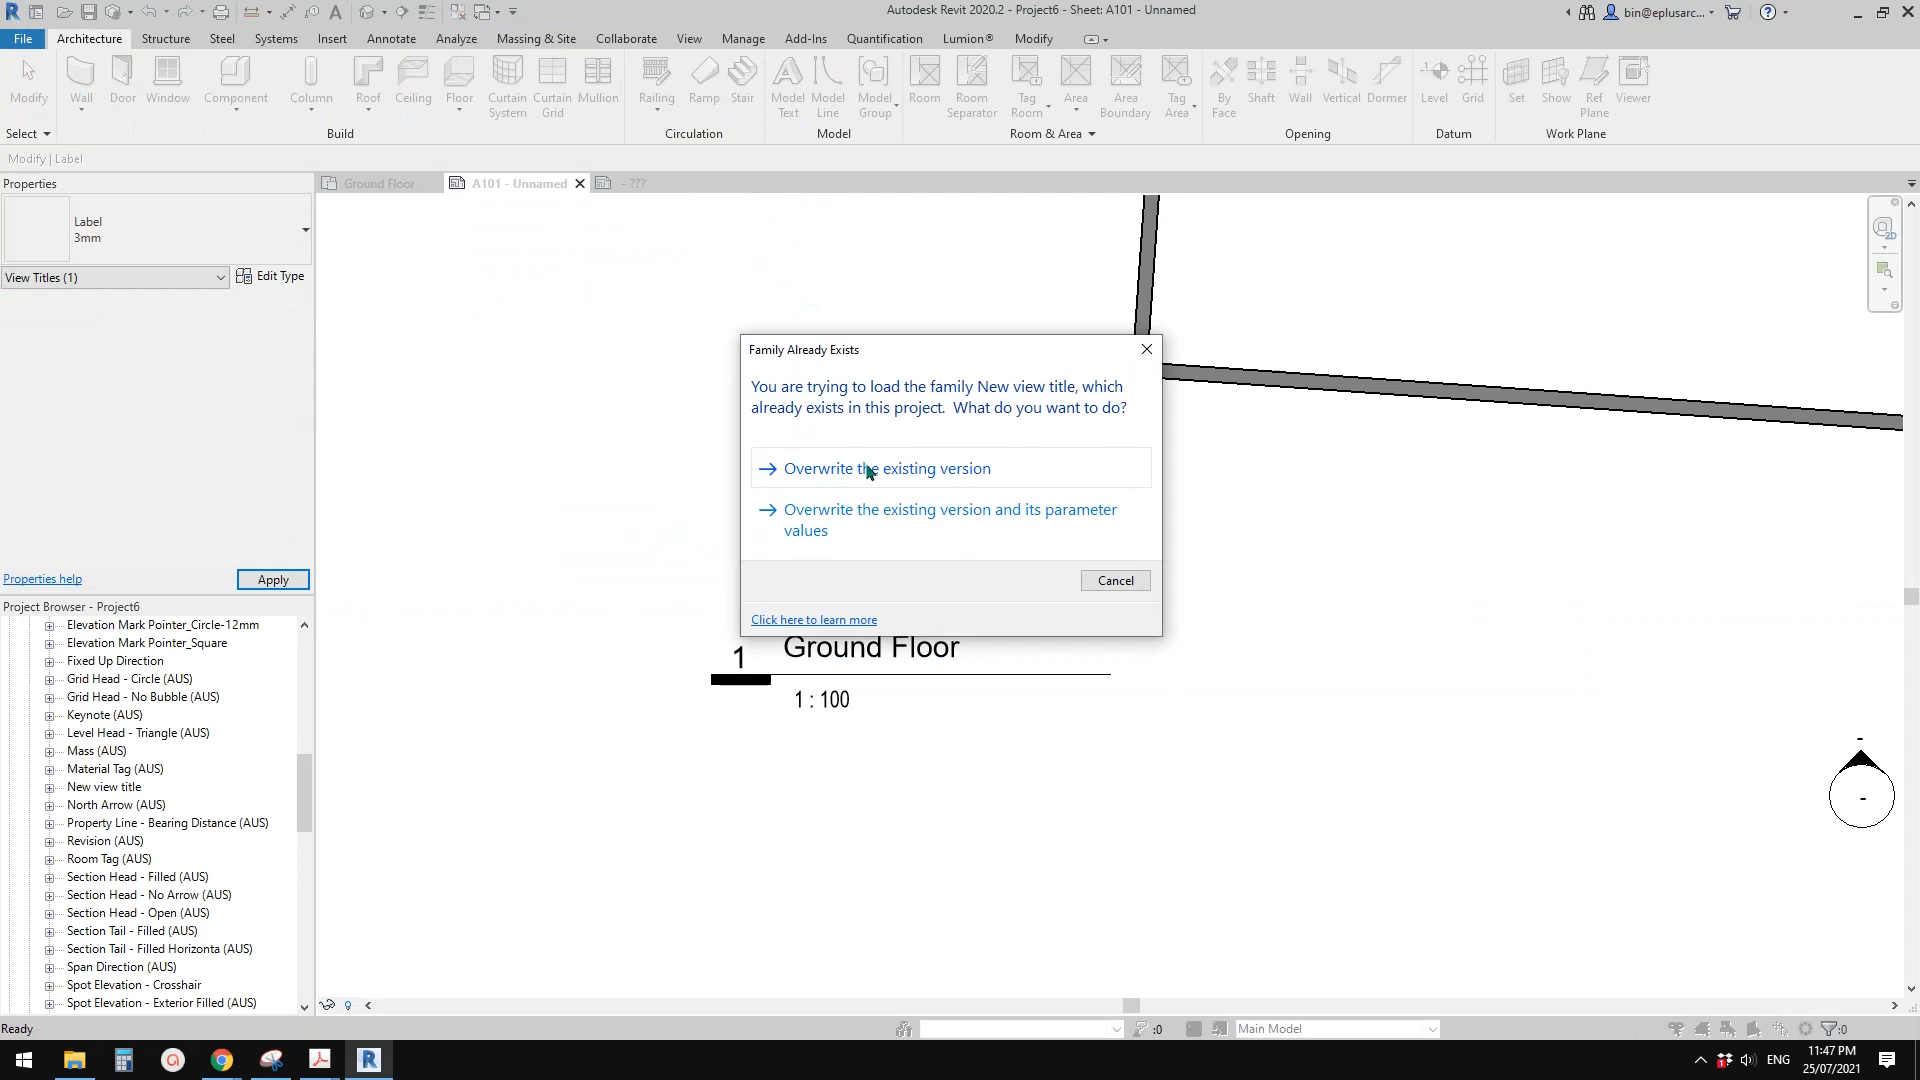 Autodesk Revit 2020.2 - Project6 - Sheet: A101 - Unnamed
bin@eplusarc...
File Architecture Structure Steel Systems Insert Annotate Analyze Massing & Site Collaborate View Manage Add-Ins Quantification Lumion® Modify
Modify Wall Door Window Component Column Roof Ceiling Floor Curtain System Curtain Grid Mullion Railing Ramp Stair Model Text Model Line Model Group Room Room Separator Tag Room Area Area Boundary Tag Area By Face Shaft Wall Vertical Dormer Level Grid Set Show Ref Plane Viewer
Select Build Circulation Model Room & Area Opening Datum Work Plane
Modify | Label
Properties
Ground Floor A101 - Unnamed - ???
Label
3mm
View Titles (1) Edit Type
2D
Family Already Exists
You are trying to load the family New view title, which
already exists in this project. What do you want to do?
Overwrite the existing version
Overwrite the existing version and its parameter
values
Cancel
Click here to learn more
1 Ground Floor
1 : 100
-
-
Properties help Apply
Project Browser - Project6
Elevation Mark Pointer_Circle-12mm
Elevation Mark Pointer_Square
Fixed Up Direction
Grid Head - Circle (AUS)
Grid Head - No Bubble (AUS)
Keynote (AUS)
Level Head - Triangle (AUS)
Mass (AUS)
Material Tag (AUS)
New view title
North Arrow (AUS)
Property Line - Bearing Distance (AUS)
Revision (AUS)
Room Tag (AUS)
Section Head - Filled (AUS)
Section Head - No Arrow (AUS)
Section Head - Open (AUS)
Section Tail - Filled (AUS)
Section Tail - Filled Horizonta (AUS)
Span Direction (AUS)
Spot Elevation - Crosshair
Spot Elevation - Exterior Filled (AUS)
Ready :0 Main Model :0
ENG
11:47 PM
25/07/2021